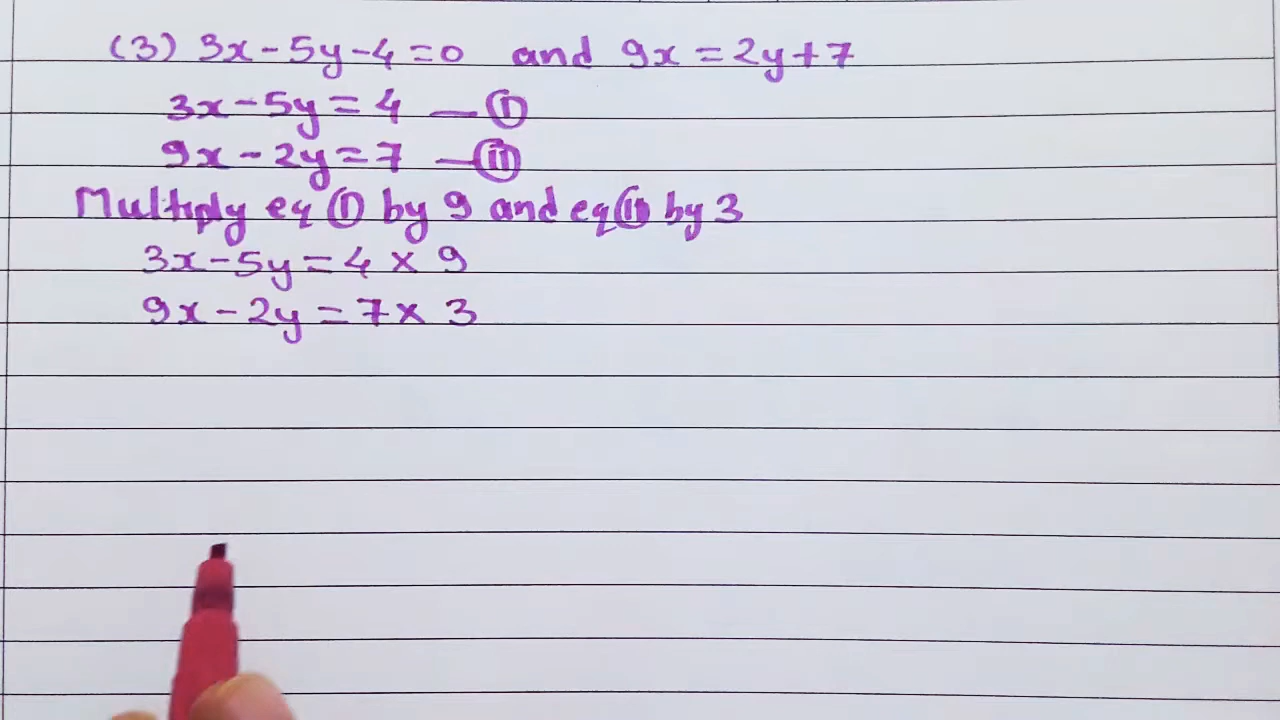 (3) 3x - 5y - 4 = 0 and 9x = 2y + 7
3x - 5y = 4 — (i)
9x - 2y = 7 — (ii)
Multiply eq (i) by 9 and eq (ii) by 3
3x - 5y = 4 × 9
9x - 2y = 7 × 3